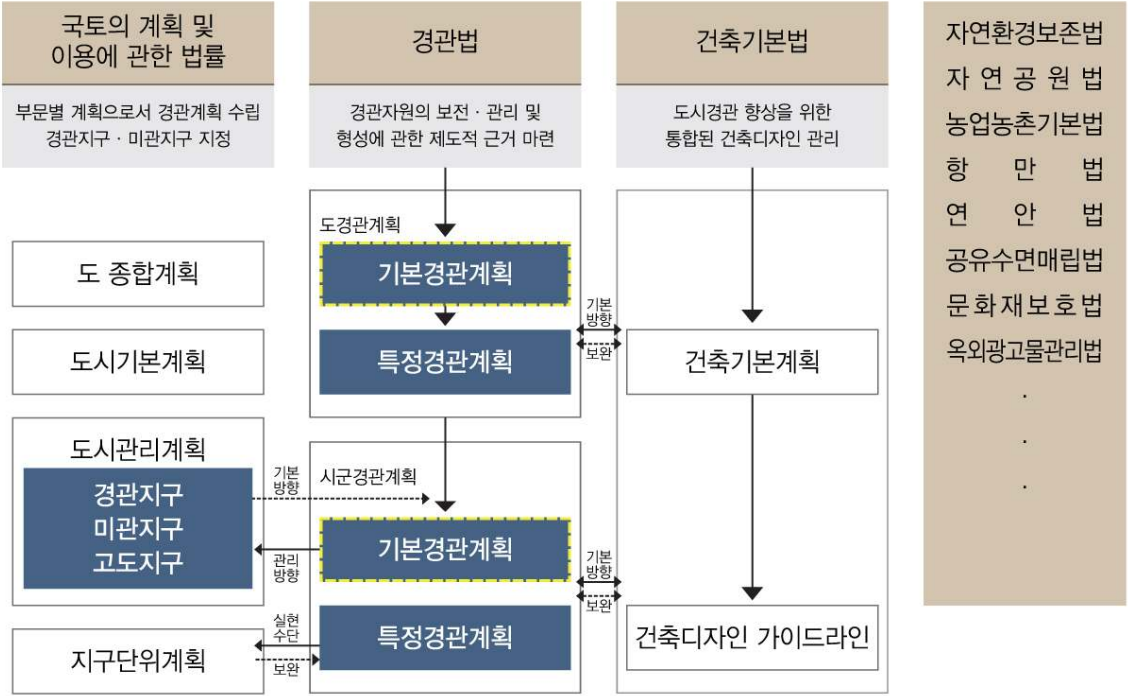 국토의 계획 및
이용에 관한 법률
부문별 계획으로서 경관계획 수립
경관지구 · 미관지구 지정
도 종합계획
도시기본계획
도시관리계획
경관지구
미관지구
고도지구
지구단위계획
기본
방향
관리
방향
실현
수단
보완
경관법
경관자원의 보전 · 관리 및
형성에 관한 제도적 근거 마련
도경관계획
기본경관계획
특정경관계획
시군경관계획
기본경관계획
특정경관계획
기본
방향
보완
기본
방향
보완
건축기본법
도시경관 향상을 위한
통합된 건축디자인 관리
건축기본계획
건축디자인 가이드라인
자연환경보존법
자 연 공 원 법
농업농촌기본법
항 만 법
연 안 법
공유수면매립법
문 화 재 보 호 법
옥외광고물관리법
.
.
.